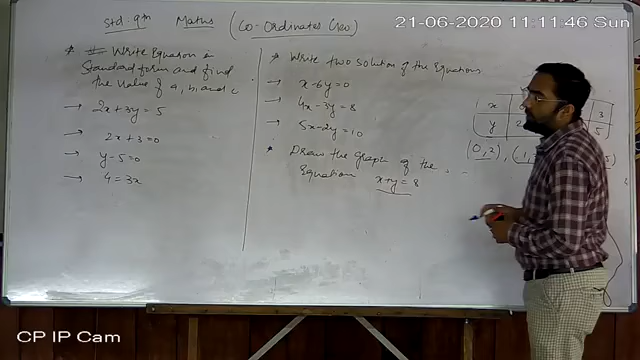 Std. 9th Maths (Co-Ordinates Geo)
21-06-2020 11:11:46 Sun
* Write Equation in
Standard form and find
the value of a, b, and c
→ 2x+3y = 5
→ 2x+3=0
→ y-5=0
→ 4=3x
* Write two solution of the Equations
→ x-6y=0
→ 4x-3y=8
→ 5x-2y=10
* Draw the graph of the
Equation x+y=8
x 3
y 2 5
(0,2)
CP IP Cam